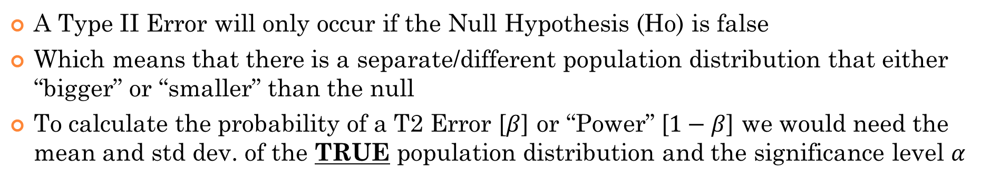 A Type II Error will only occur if the Null Hypothesis (Ho) is false
Which means that there is a separate/different population distribution that either
“bigger” or “smaller” than the null
To calculate the probability of a T2 Error [β] or “Power” [1 − β] we would need the
mean and std dev. of the TRUE population distribution and the significance level α